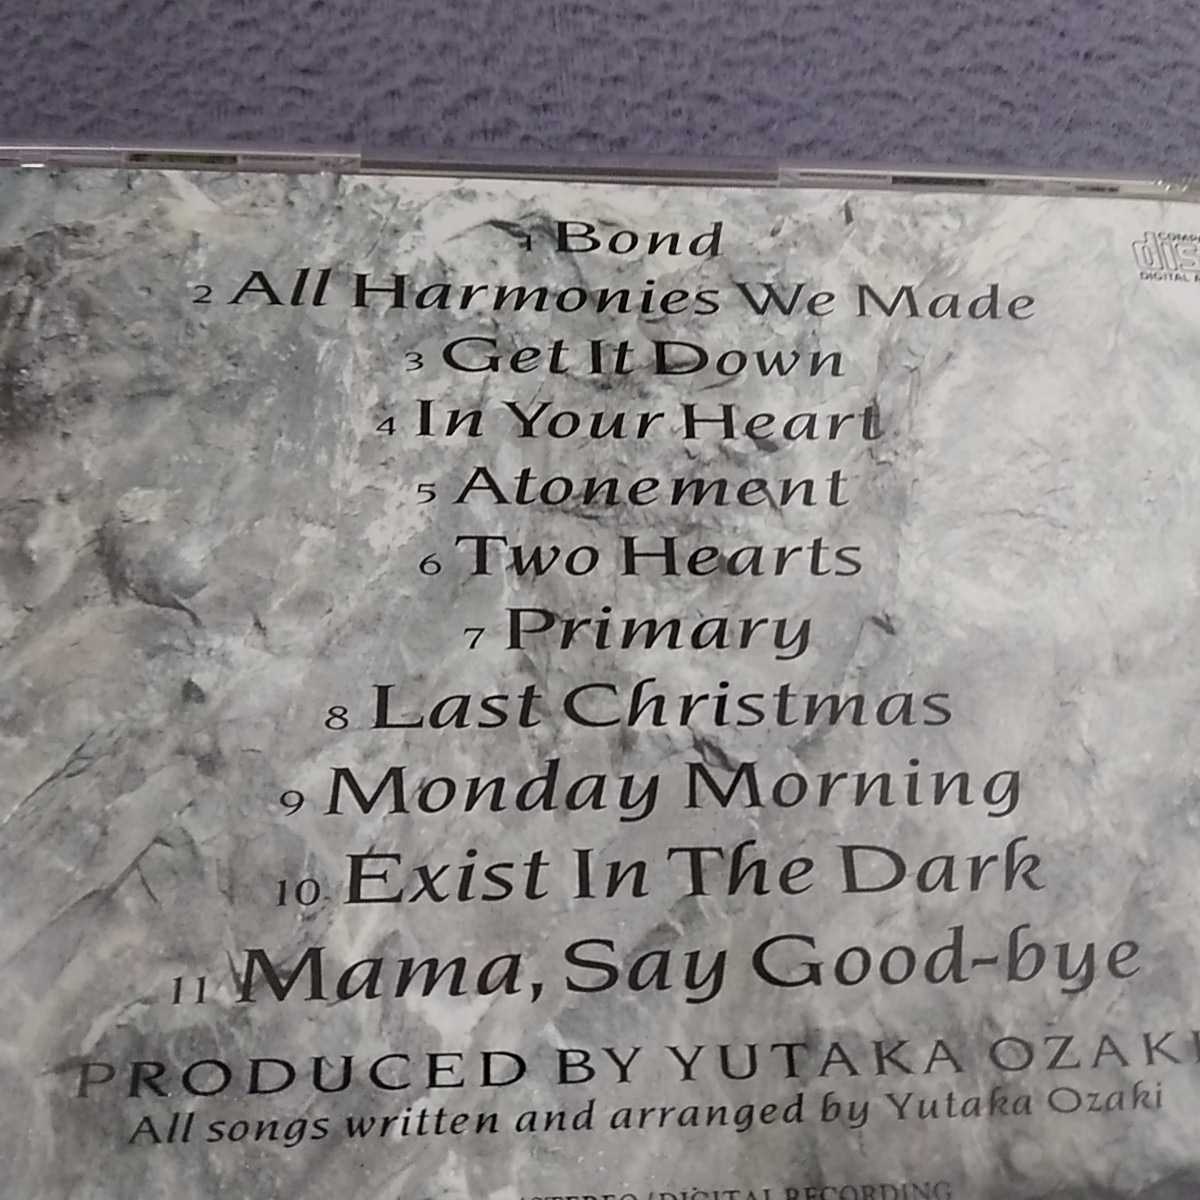 1 Bond
2 All Harmonies We Made
3 Get It Down
4 In Your Heart
5 Atonement
6 Two Hearts
7 Primary
8 Last Christmas
9 Monday Morning
10 Exist In The Dark
11 Mama, Say Good-bye
PRODUCED BY YUTAKA OZAKI
All songs written and arranged by Yutaka Ozaki
DIGITAL RECORDING